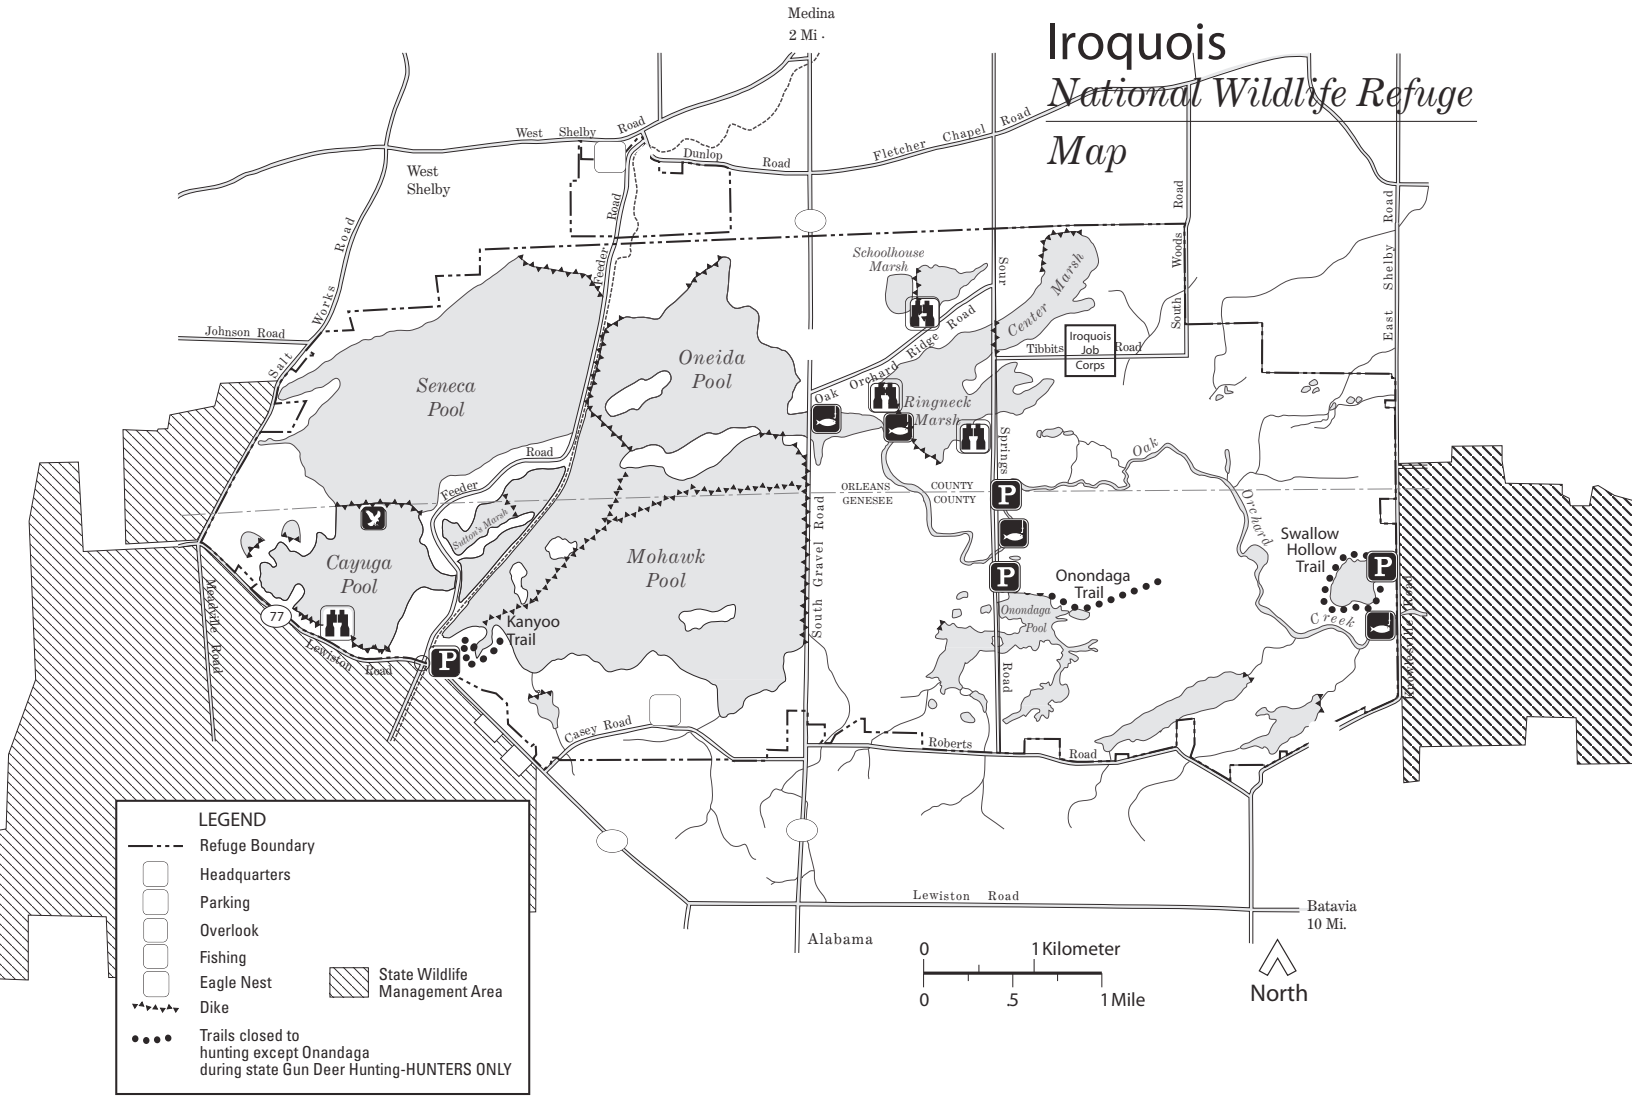 Medina
2 Mi ·
Iroquois
National Wildlife Refuge
Map
West Shelby Road
West
Shelby
Dunlop Road
Fletcher Chapel Road
Salt Works Road
Johnson Road
Feeder Road
Schoolhouse
Marsh
Sour Springs Road
Center Marsh
South Woods Road
East Shelby Road
Tibbits Road
Iroquois
Job
Corps
Oak Orchard Ridge Road
Seneca
Pool
Oneida
Pool
Ringneck
Marsh
Feeder Road
Sutton's Marsh
ORLEANS COUNTY
GENESEE COUNTY
Oak Orchard Creek
P
Cayuga
Pool
Mohawk
Pool
South Gravel Road
Swallow
Hollow
Trail
P
P
Onondaga
Trail
Onondaga
Pool
Meadville Road
77
Lewiston Road
Kanyoo
Trail
P
Knowlesville Road
Casey Road
Roberts Road
Lewiston Road
Alabama
Batavia
10 Mi.
0 1 Kilometer
0 .5 1 Mile
North
LEGEND
Refuge Boundary
Headquarters
Parking
Overlook
Fishing
Eagle Nest
Dike
State Wildlife
Management Area
Trails closed to
hunting except Onandaga
during state Gun Deer Hunting-HUNTERS ONLY